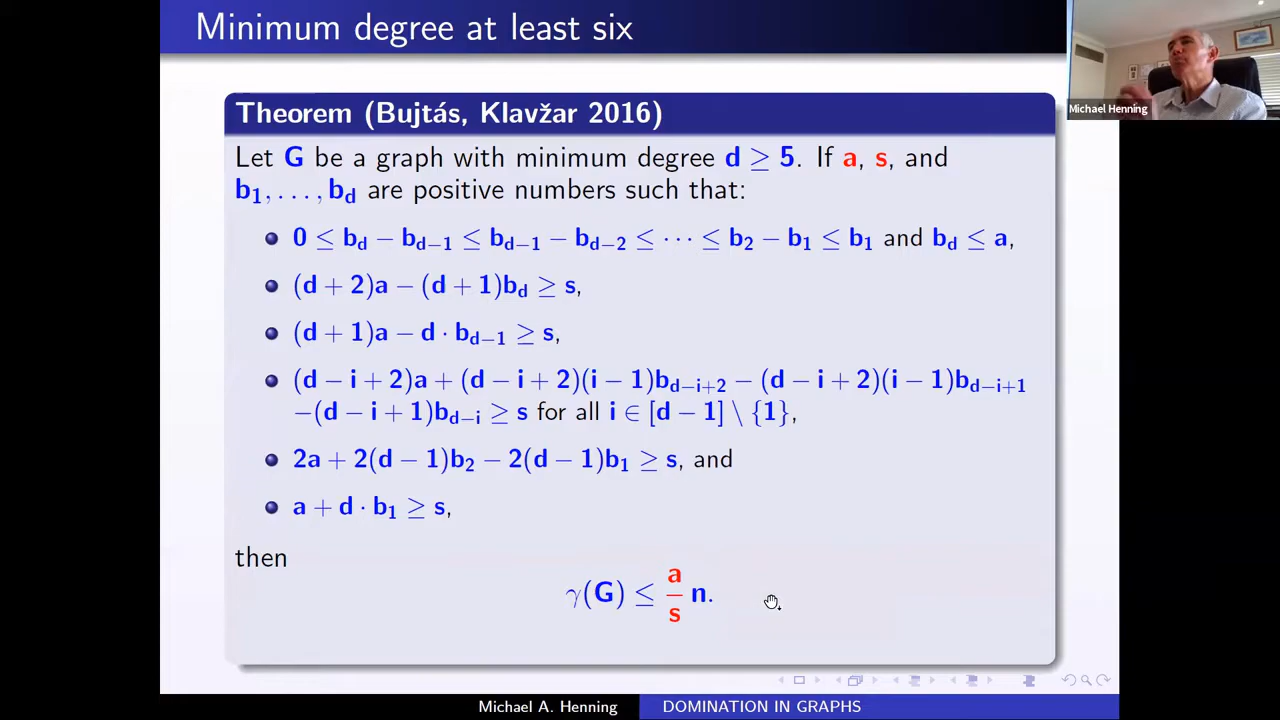 Minimum degree at least six
Michael Henning
Theorem (Bujtás, Klavžar 2016)
Let G be a graph with minimum degree d ≥ 5. If a, s, and
b₁, . . . , b_d are positive numbers such that:
0 ≤ b_d − b_{d−1} ≤ b_{d−1} − b_{d−2} ≤ · · · ≤ b₂ − b₁ ≤ b₁ and b_d ≤ a,
(d + 2)a − (d + 1)b_d ≥ s,
(d + 1)a − d · b_{d−1} ≥ s,
(d − i + 2)a + (d − i + 2)(i − 1)b_{d−i+2} − (d − i + 2)(i − 1)b_{d−i+1}
−(d − i + 1)b_{d−i} ≥ s for all i ∈ [d − 1] \ {1},
2a + 2(d − 1)b₂ − 2(d − 1)b₁ ≥ s, and
a + d · b₁ ≥ s,
then
γ(G) ≤ a/s n.
Michael A. Henning DOMINATION IN GRAPHS